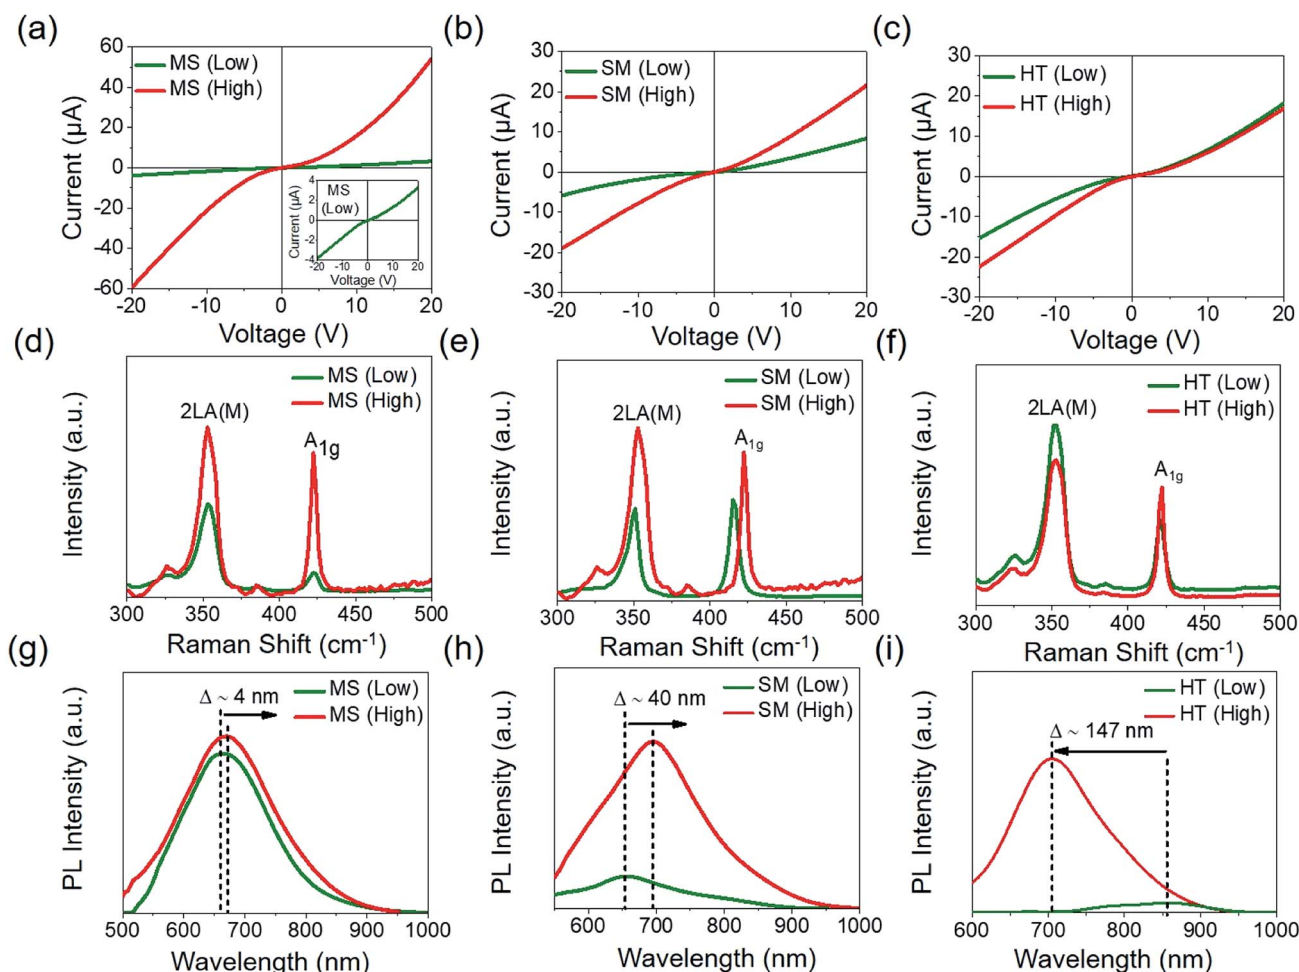 (a)
MS (Low)
MS (High)
60
40
20
0
-20
-40
-60
Current (µA)
-20 -10 0 10 20
Voltage (V)
4
2
0
-2
-4
MS
(Low)
Current (µA)
-20 -10 0 10 20
Voltage (V)
(b)
SM (Low)
SM (High)
30
20
10
0
-10
-20
-30
Current (µA)
-20 -10 0 10 20
Voltage (V)
(c)
HT (Low)
HT (High)
30
20
10
0
-10
-20
-30
Current (µA)
-20 -10 0 10 20
Voltage (V)
(d)
MS (Low)
MS (High)
2LA(M)
A1g
Intensity (a.u.)
300 350 400 450 500
Raman Shift (cm-1)
(e)
SM (Low)
SM (High)
2LA(M)
A1g
Intensity (a.u.)
300 350 400 450 500
Raman Shift (cm-1)
(f)
HT (Low)
HT (High)
2LA(M)
A1g
Intensity (a.u.)
300 350 400 450 500
Raman Shift (cm-1)
(g)
MS (Low)
MS (High)
Δ ~ 4 nm
PL Intensity (a.u.)
500 600 700 800 900 1000
Wavelength (nm)
(h)
SM (Low)
SM (High)
Δ ~ 40 nm
PL Intensity (a.u.)
600 700 800 900 1000
Wavelength (nm)
(i)
HT (Low)
HT (High)
Δ ~ 147 nm
PL Intensity (a.u.)
600 700 800 900 1000
Wavelength (nm)